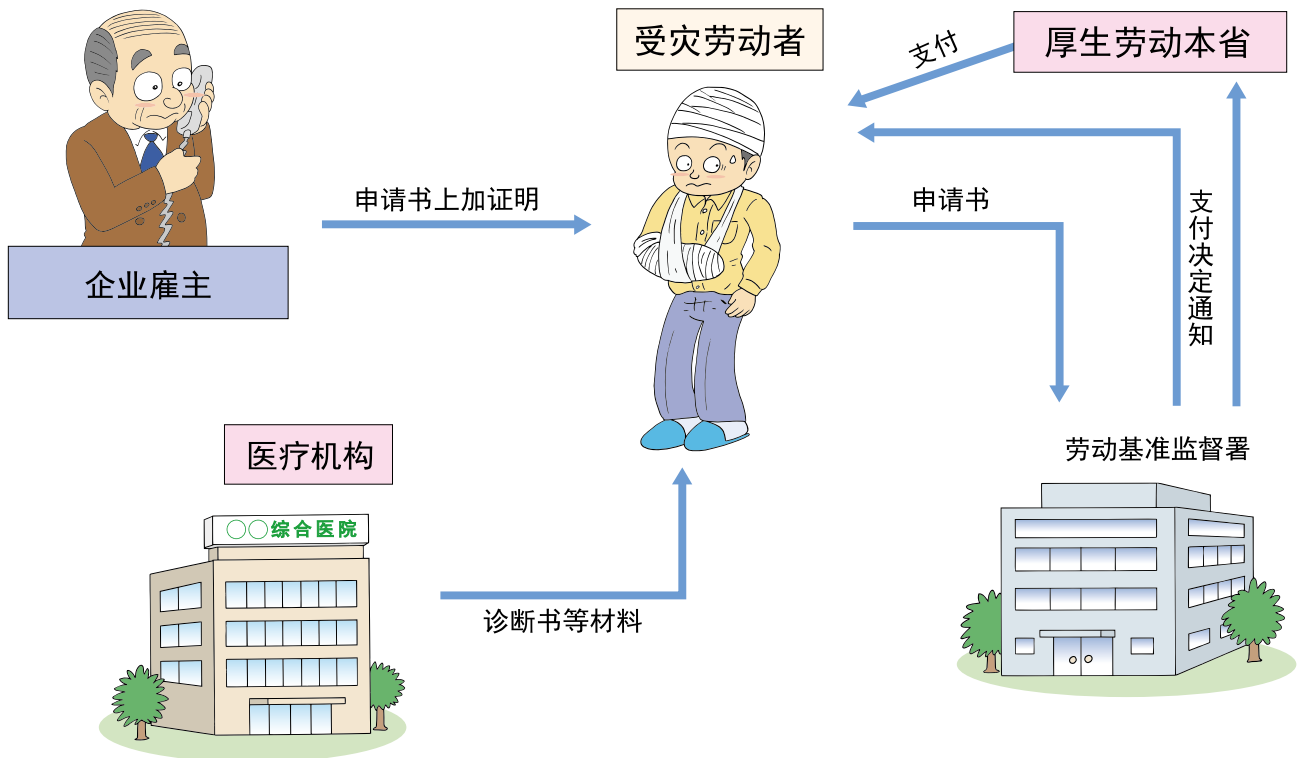 受灾劳动者
厚生劳动本省
支付
申请书上加证明
申请书
支付决定通知
企业雇主
医疗机构
劳动基准监督署
〇〇综合医院
诊断书等材料